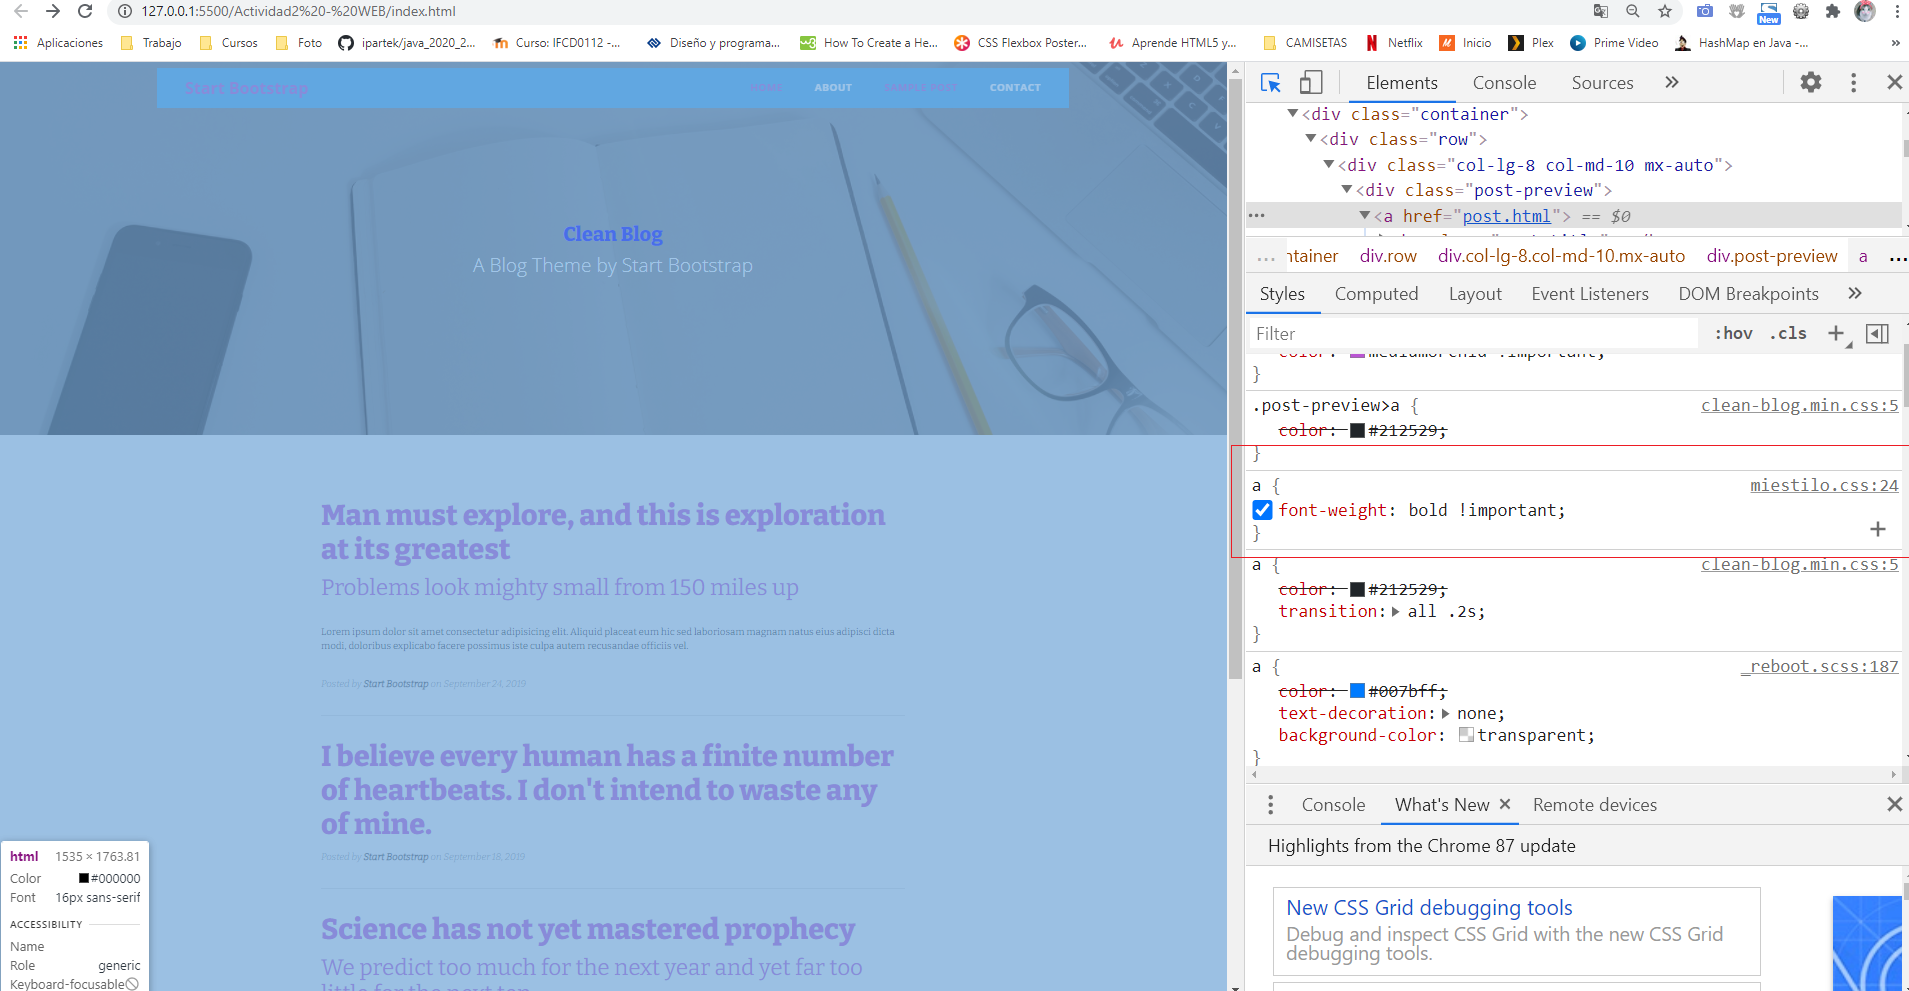 127.0.0.1:5500/Actividad2%20-%20WEB/index.html
New
Aplicaciones Trabajo Cursos Foto ipartek/java_2020_2... Curso: IFCD0112 -... Diseño y programa... How To Create a He... CSS Flexbox Poster... Aprende HTML5 y... CAMISETAS Netflix Inicio Plex Prime Video HashMap en Java -... »
Start Bootstrap HOME ABOUT SAMPLE POST CONTACT
Clean Blog
A Blog Theme by Start Bootstrap
Man must explore, and this is exploration
at its greatest
Problems look mighty small from 150 miles up
Lorem ipsum dolor sit amet consectetur adipisicing elit. Aliquid placeat eum hic sed laboriosam magnam natus eius adipisci dicta
modi, doloribus explicabo facere possimus iste culpa autem recusandae officiis vel.
Posted by Start Bootstrap on September 24, 2019
I believe every human has a finite number
of heartbeats. I don't intend to waste any
of mine.
Posted by Start Bootstrap on September 18, 2019
Science has not yet mastered prophecy
We predict too much for the next year and yet far too
little for the next ten.
html 1535 × 1763.81
Color #000000
Font 16px sans-serif
ACCESSIBILITY
Name
Role generic
Keyboard-focusable
Elements Console Sources »
<div class="container">
<div class="row">
<div class="col-lg-8 col-md-10 mx-auto">
<div class="post-preview">
... <a href="post.html"> == $0
... ntainer div.row div.col-lg-8.col-md-10.mx-auto div.post-preview a ...
Styles Computed Layout Event Listeners DOM Breakpoints »
Filter :hov .cls +
color: mediumorchid !important;
}
.post-preview>a { clean-blog.min.css:5
color: #212529;
}
a { miestilo.css:24
font-weight: bold !important;
}
a { clean-blog.min.css:5
color: #212529;
transition: all .2s;
}
a { _reboot.scss:187
color: #007bff;
text-decoration: none;
background-color: transparent;
}
Console What's New × Remote devices
Highlights from the Chrome 87 update
New CSS Grid debugging tools
Debug and inspect CSS Grid with the new CSS Grid
debugging tools.